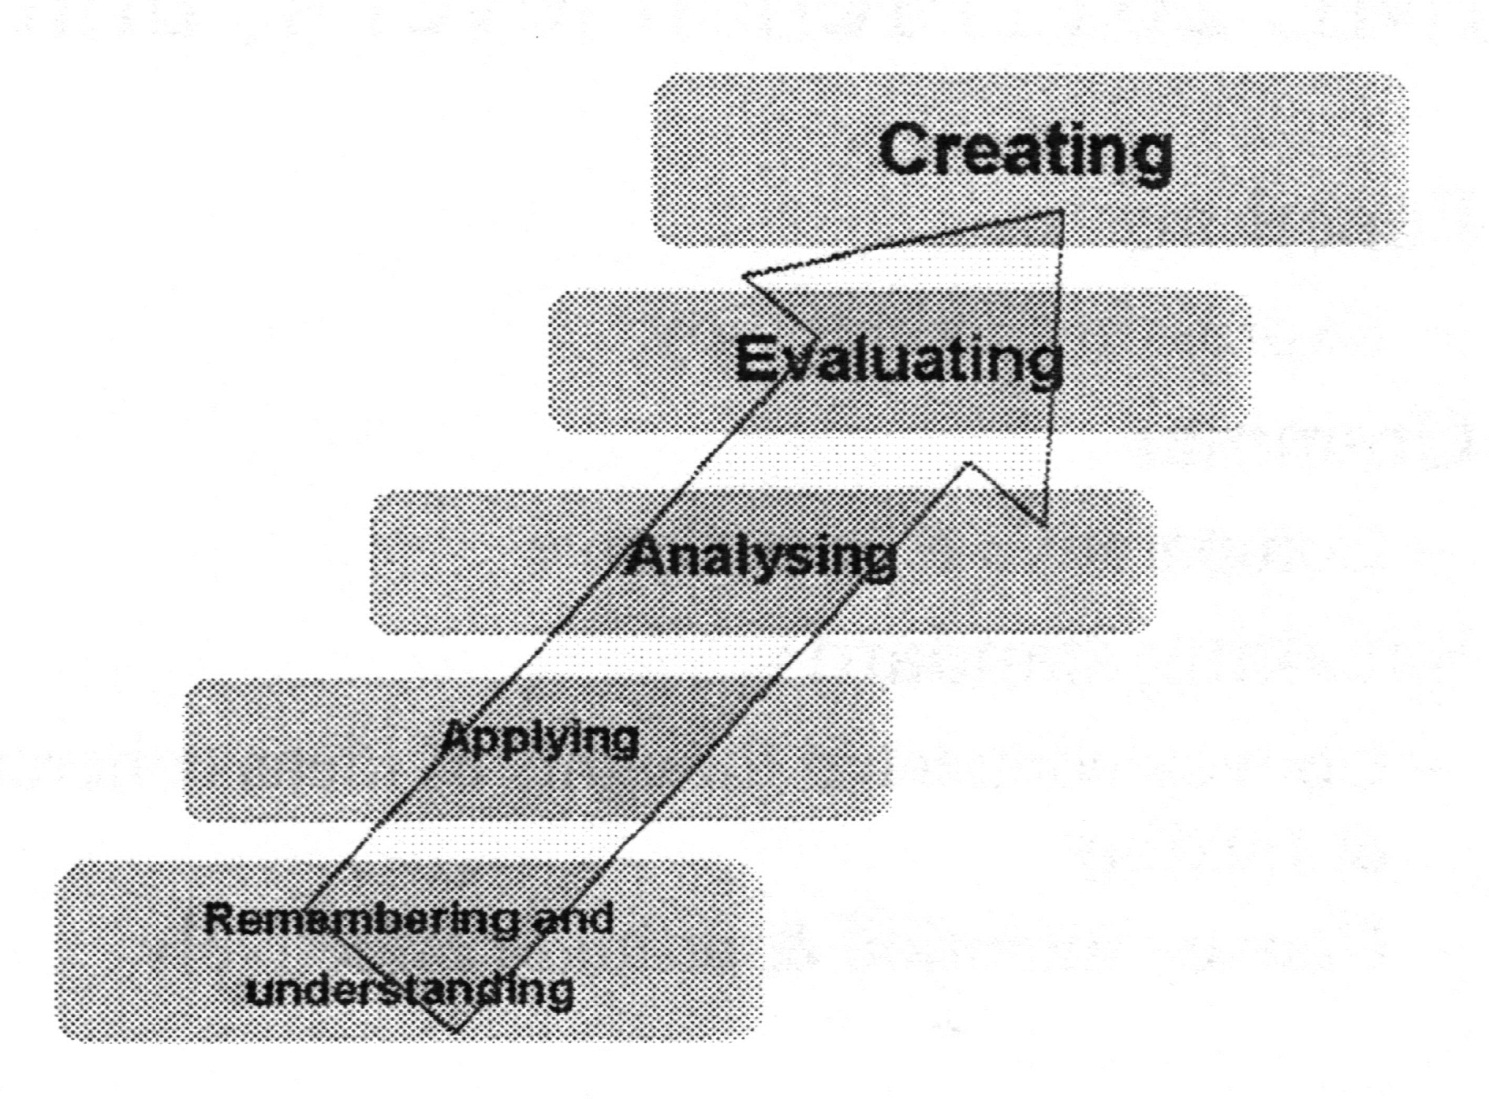 Creating
Evaluating
Analysing
Applying
Remembering and
understanding